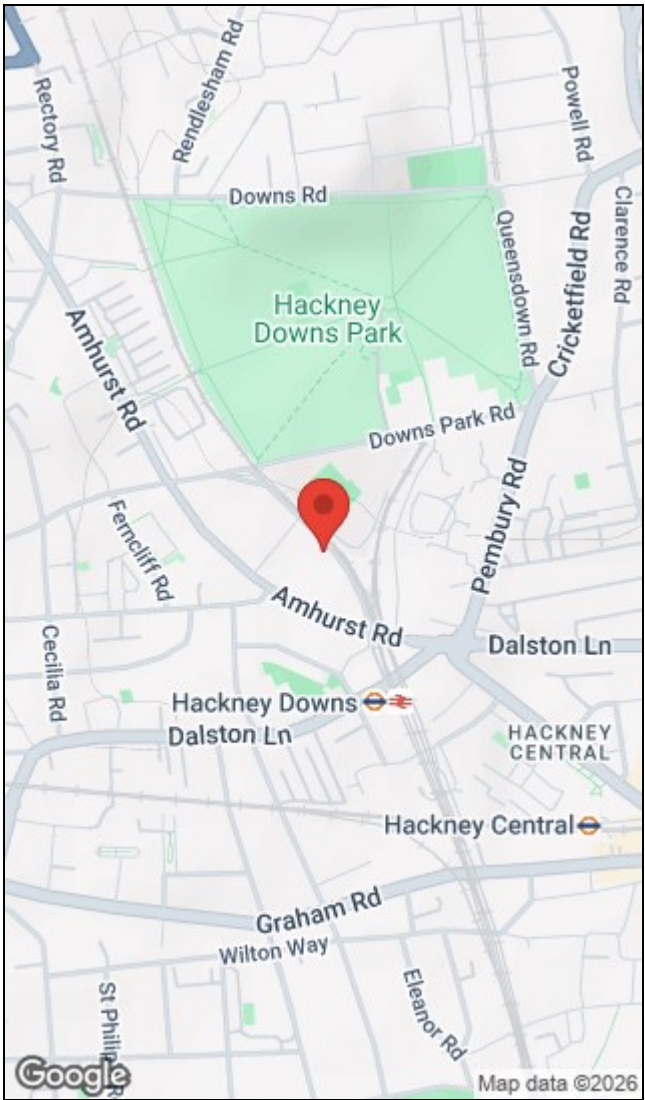 Rectory Rd
Rendlesham Rd
Powell Rd
Downs Rd
Clarence Rd
Queensdown Rd
Cricketfield Rd
Hackney
Downs Park
Amhurst Rd
Downs Park Rd
Pembury Rd
Ferncliff Rd
Amhurst Rd
Dalston Ln
Cecilia Rd
Hackney Downs
Dalston Ln
HACKNEY
CENTRAL
Hackney Central
Graham Rd
Wilton Way
Eleanor Rd
St Philip
Google
Map data ©2026